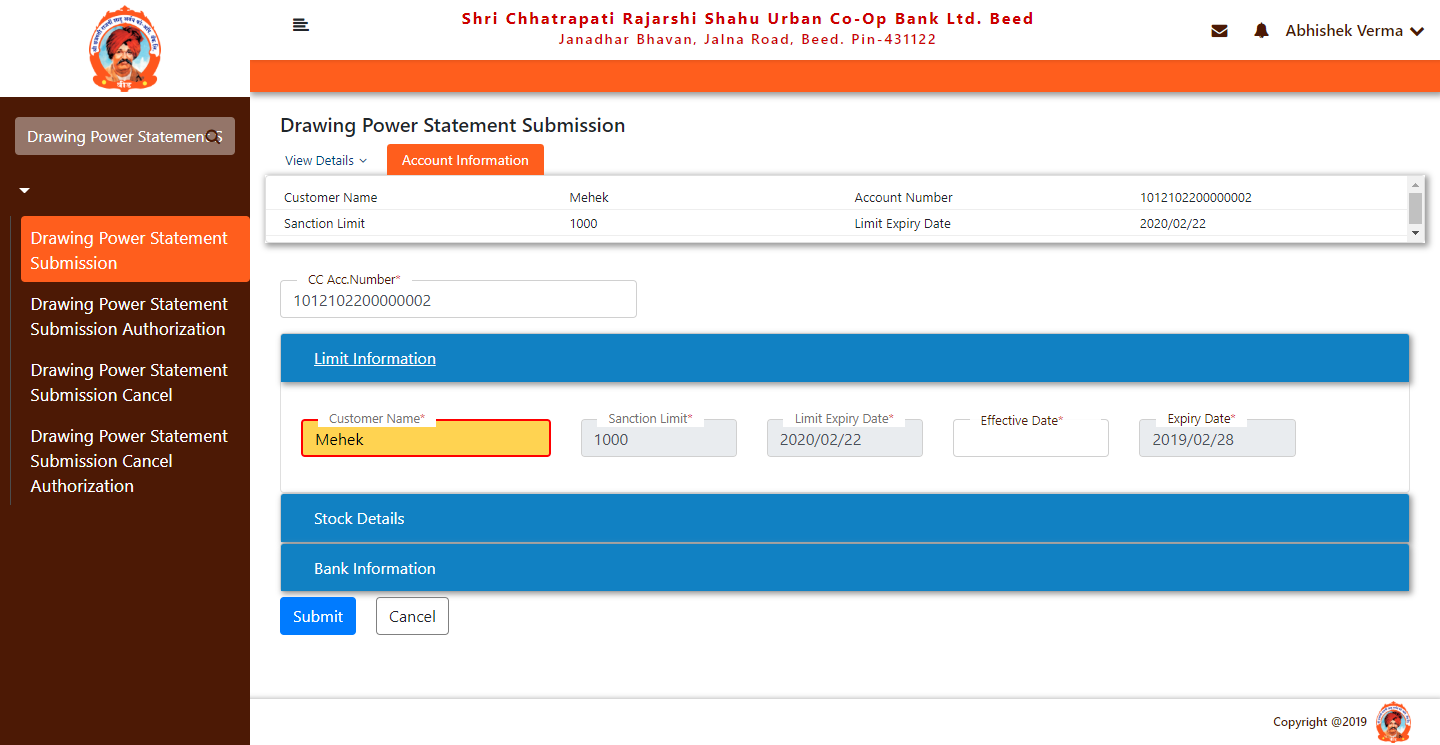 Shri Chhatrapati Rajarshi Shahu Urban Co-Op Bank Ltd. Beed
Janadhar Bhavan, Jalna Road, Beed. Pin-431122
Abhishek Verma
बीड
Drawing Power Statement S
Drawing Power Statement
Submission
Drawing Power Statement
Submission Authorization
Drawing Power Statement
Submission Cancel
Drawing Power Statement
Submission Cancel
Authorization
Drawing Power Statement Submission
View Details Account Information
Customer Name Mehek Account Number 1012102200000002
Sanction Limit 1000 Limit Expiry Date 2020/02/22
CC Acc.Number*
1012102200000002
Limit Information
Customer Name* Sanction Limit* Limit Expiry Date* Effective Date* Expiry Date*
Mehek 1000 2020/02/22 2019/02/28
Stock Details
Bank Information
Submit Cancel
Copyright @2019